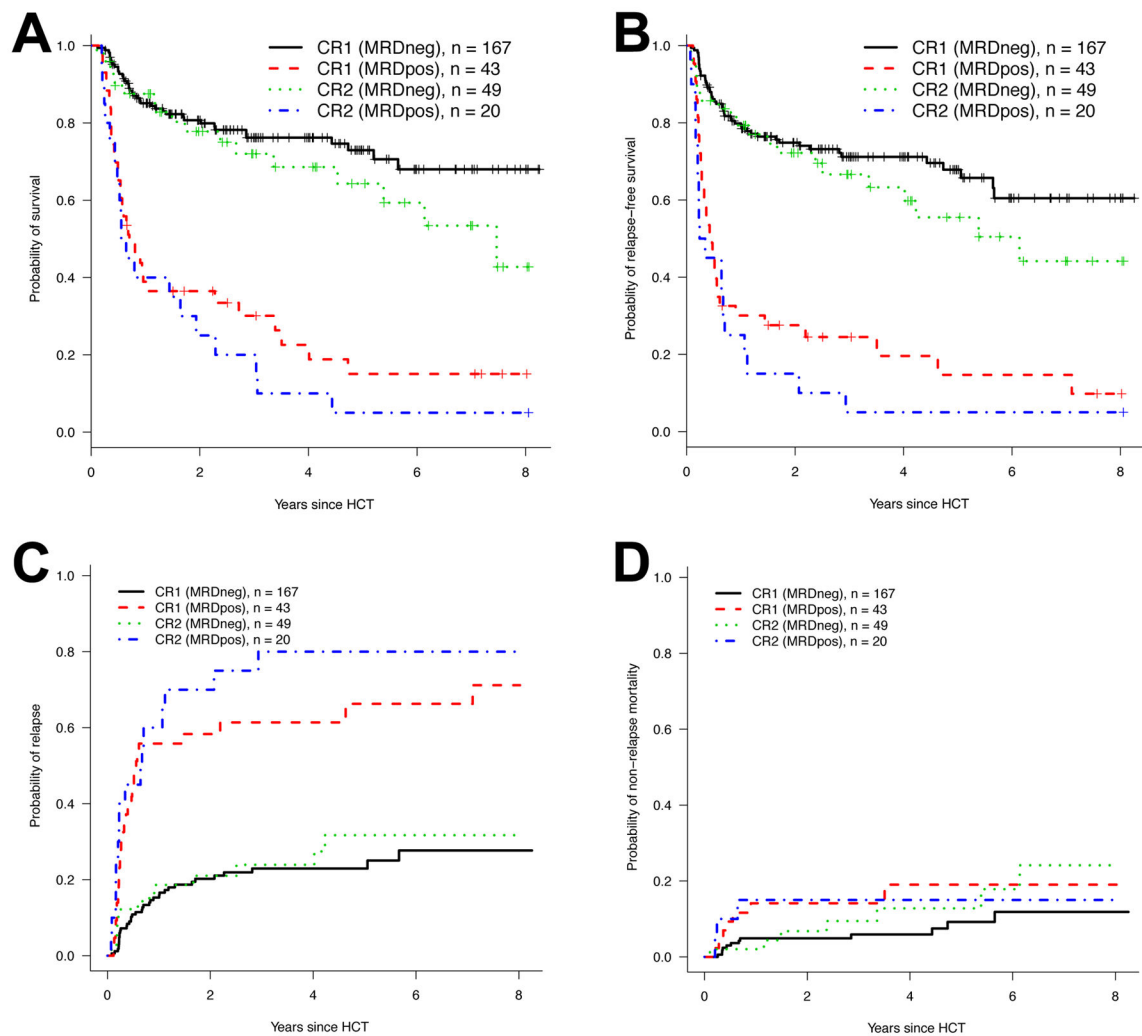 A
CR1 (MRDneg), n = 167
CR1 (MRDpos), n = 43
CR2 (MRDneg), n = 49
CR2 (MRDpos), n = 20
Probability of survival
1.0
0.8
0.6
0.4
0.2
0.0
0 2 4 6 8
Years since HCT
B
CR1 (MRDneg), n = 167
CR1 (MRDpos), n = 43
CR2 (MRDneg), n = 49
CR2 (MRDpos), n = 20
Probablity of relapse-free survival
1.0
0.8
0.6
0.4
0.2
0.0
0 2 4 6 8
Years since HCT
C
CR1 (MRDneg), n = 167
CR1 (MRDpos), n = 43
CR2 (MRDneg), n = 49
CR2 (MRDpos), n = 20
Probability of relapse
1.0
0.8
0.6
0.4
0.2
0.0
0 2 4 6 8
Years since HCT
D
CR1 (MRDneg), n = 167
CR1 (MRDpos), n = 43
CR2 (MRDneg), n = 49
CR2 (MRDpos), n = 20
Probability of non-relapse mortality
1.0
0.8
0.6
0.4
0.2
0.0
0 2 4 6 8
Years since HCT